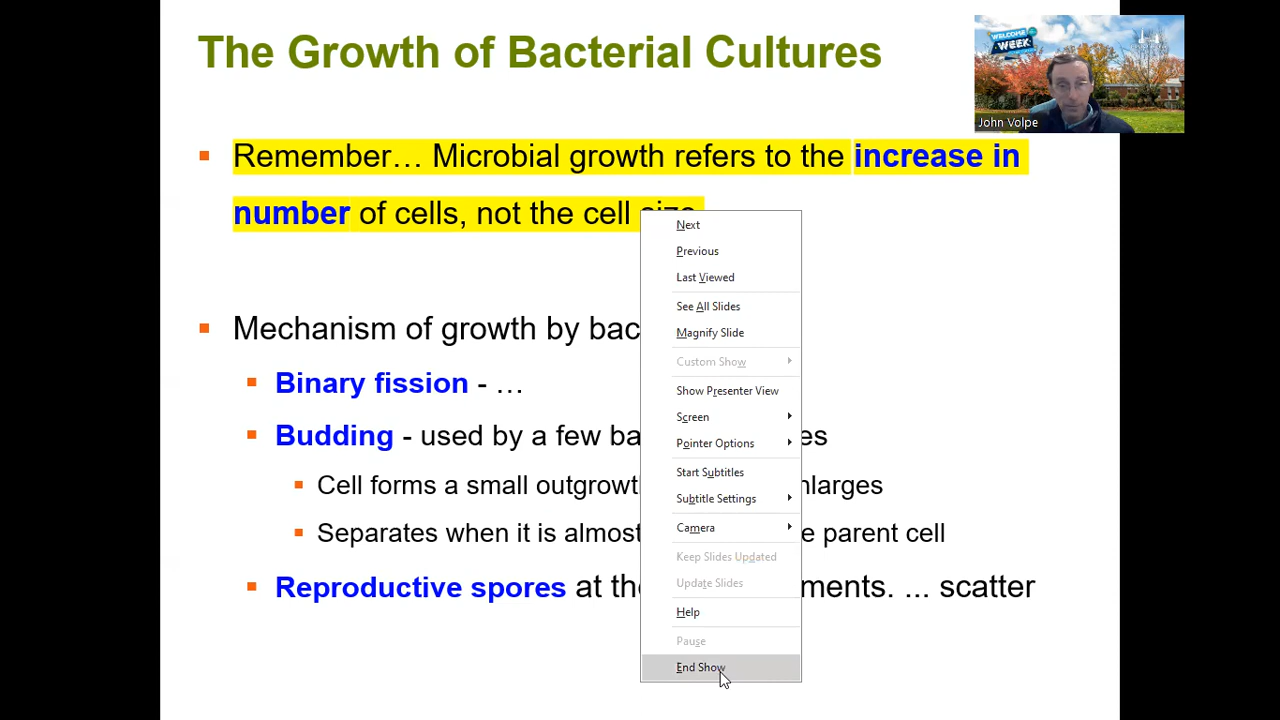 The Growth of Bacterial Cultures
WELCOME
WEEK
John Volpe
Remember… Microbial growth refers to the increase in
number of cells, not the cell size
Mechanism of growth by bac
Binary fission - …
Budding - used by a few ba es
Cell forms a small outgrowt nlarges
Separates when it is almost e parent cell
Reproductive spores at the ments. ... scatter
Next
Previous
Last Viewed
See All Slides
Magnify Slide
Custom Show
Show Presenter View
Screen
Pointer Options
Start Subtitles
Subtitle Settings
Camera
Keep Slides Updated
Update Slides
Help
Pause
End Show